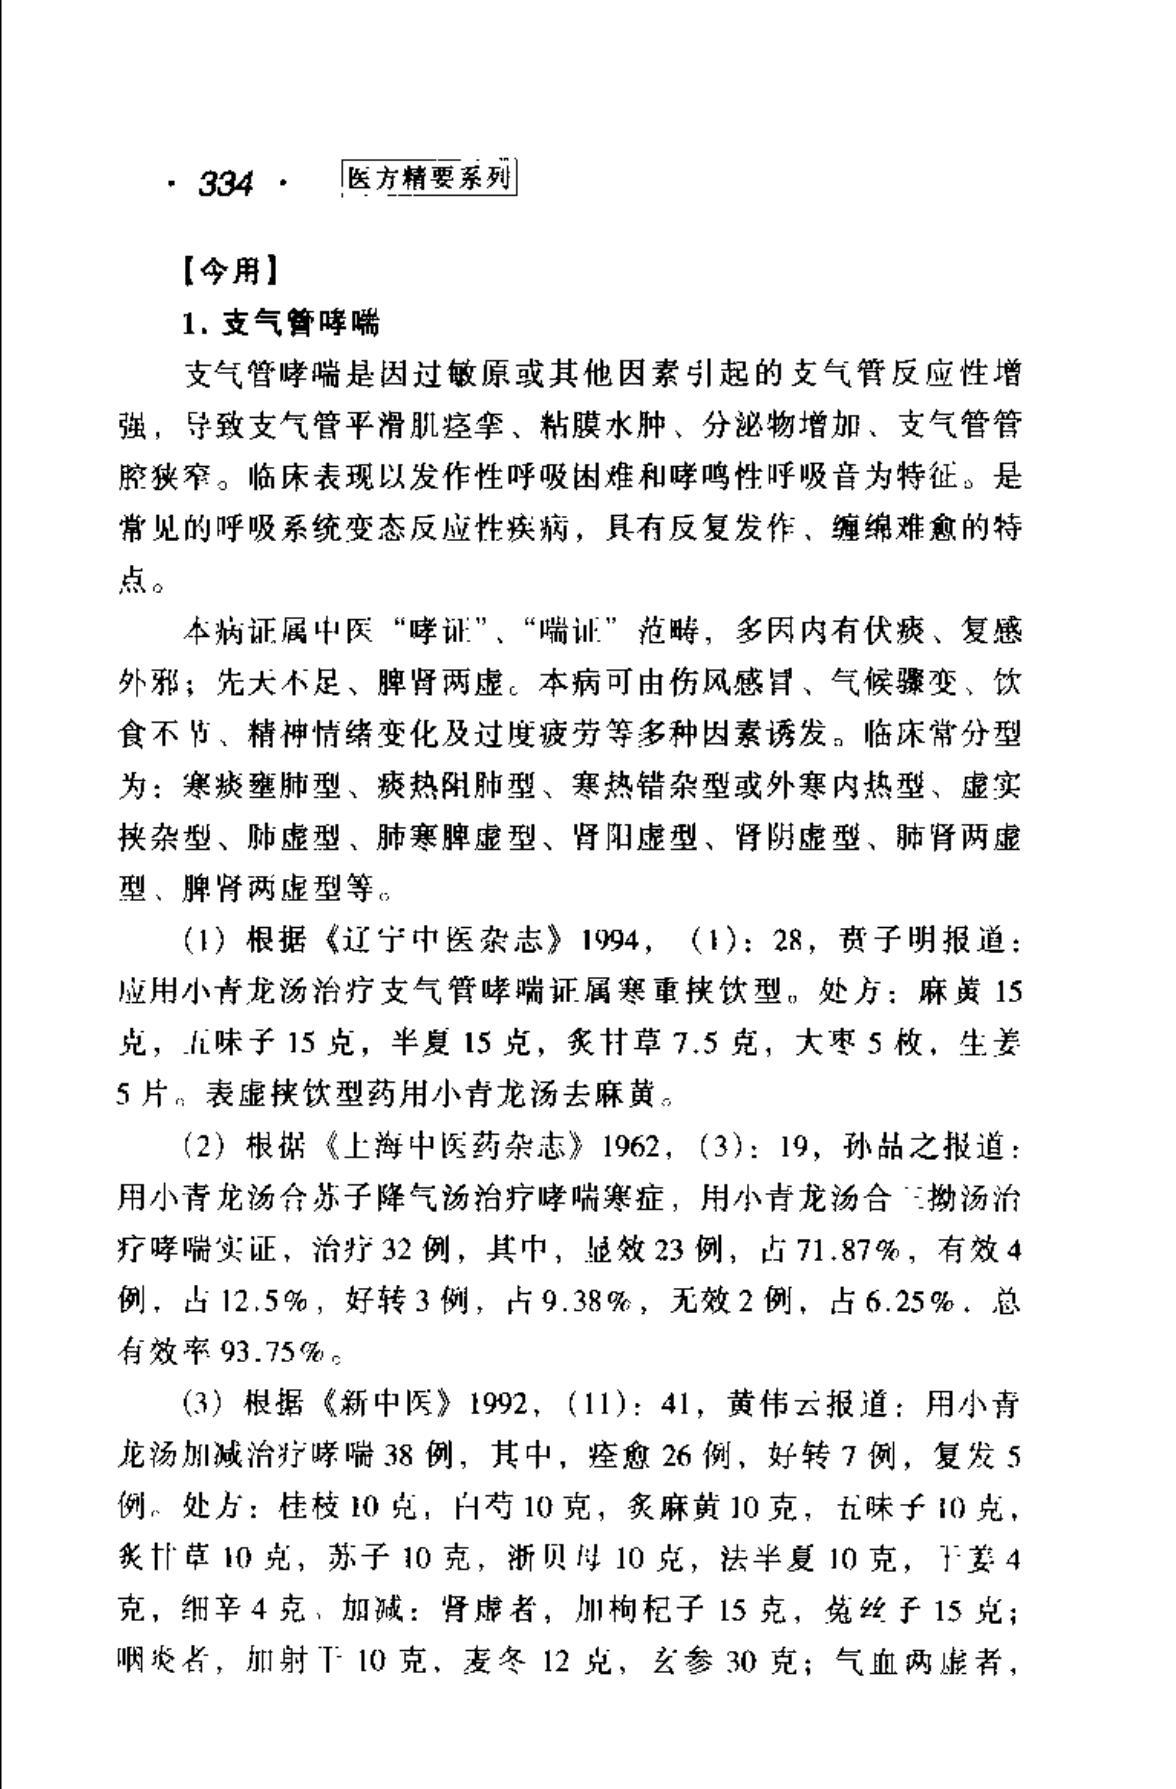 · 334 · 医方精要系列
【今用】
1. 支气管哮喘
支气管哮喘是因过敏原或其他因素引起的支气管反应性增
强，导致支气管平滑肌痉挛、粘膜水肿、分泌物增加、支气管管
腔狭窄。临床表现以发作性呼吸困难和哮鸣性呼吸音为特征。是
常见的呼吸系统变态反应性疾病，具有反复发作、缠绵难愈的特
点。
本病证属中医“哮证”、“喘证”范畴，多因内有伏痰、复感
外邪；先天不足、脾肾两虚。本病可由伤风感冒、气候骤变、饮
食不节、精神情绪变化及过度疲劳等多种因素诱发。临床常分型
为：寒痰壅肺型、痰热阻肺型、寒热错杂型或外寒内热型、虚实
挟杂型、肺虚型、肺寒脾虚型、肾阳虚型、肾阴虚型、肺肾两虚
型、脾肾两虚型等。
(1) 根据《辽宁中医杂志》1994，(1)：28，贲子明报道：
应用小青龙汤治疗支气管哮喘证属寒重挟饮型。处方：麻黄 15
克，五味子 15 克，半夏 15 克，炙甘草 7.5 克，大枣 5 枚，生姜
5 片。表虚挟饮型药用小青龙汤去麻黄。
(2) 根据《上海中医药杂志》1962，(3)：19，孙品之报道：
用小青龙汤合苏子降气汤治疗哮喘寒症，用小青龙汤合三拗汤治
疗哮喘实证，治疗 32 例，其中，显效 23 例，占 71.87%，有效 4
例，占 12.5%，好转 3 例，占 9.38%，无效 2 例，占 6.25%，总
有效率 93.75%。
(3) 根据《新中医》1992，(11)：41，黄伟云报道：用小青
龙汤加减治疗哮喘 38 例，其中，痊愈 26 例，好转 7 例，复发 5
例。处方：桂枝 10 克，白芍 10 克，炙麻黄 10 克，五味子 10 克，
炙甘草 10 克，苏子 10 克，浙贝母 10 克，法半夏 10 克，干姜 4
克，细辛 4 克、加减：肾虚者，加枸杞子 15 克，菟丝子 15 克；
咽炎者，加射干 10 克，麦冬 12 克，玄参 30 克；气血两虚者，